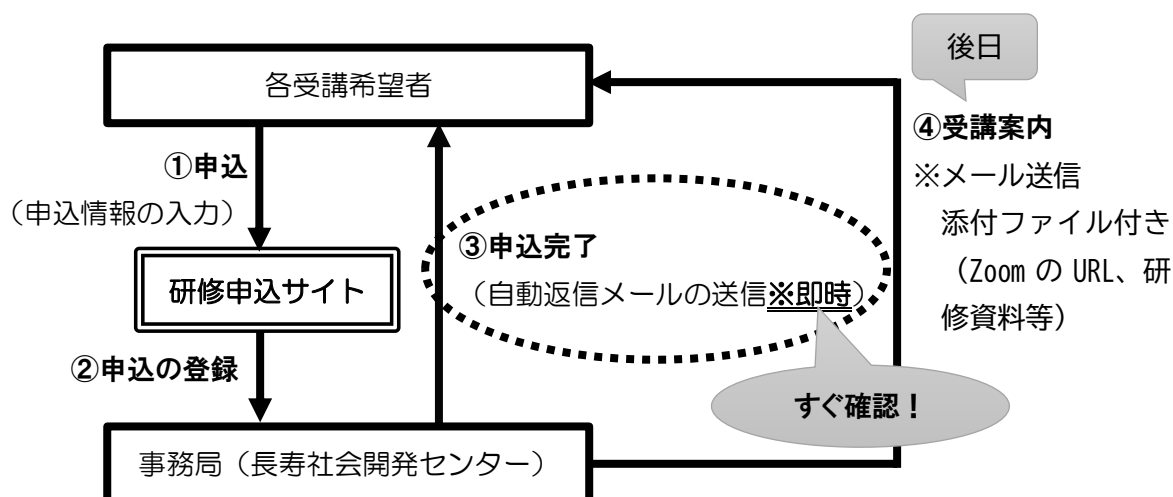 後日
各受講希望者
④受講案内
①申込
※メール送信
（申込情報の入力）
添付ファイル付き
③申込完了
（Zoom の URL、研
研修申込サイト
（自動返信メールの送信※即時）
修資料等）
②申込の登録
すぐ確認！
事務局（長寿社会開発センター）